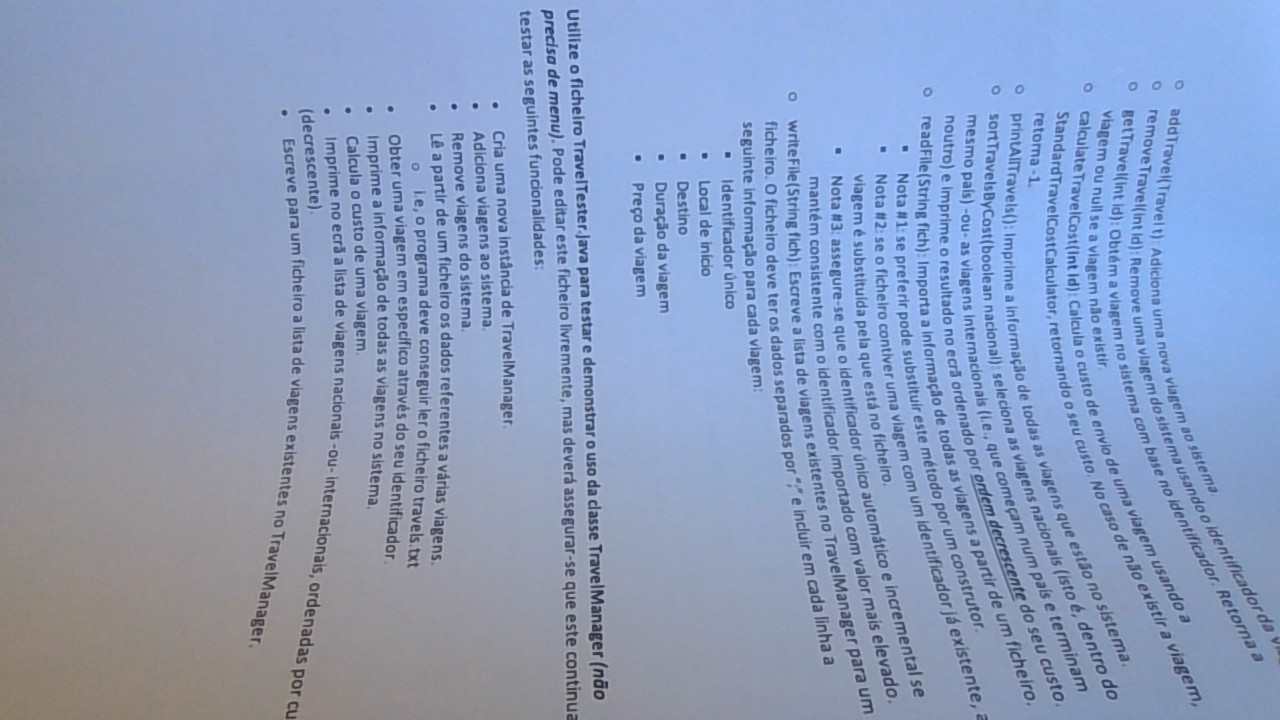 o addTravel(Travel t): Adiciona uma nova viagem ao sistema.
o removeTravel(int id): Remove uma viagem do sistema usando o identificador da
o getTravel(int id): Obtém a viagem no sistema com base no identificador. Retorna a
viagem ou null se a viagem não existir.
o calculateTravelCost(int id): Calcula o custo de envio de uma viagem usando a
StandardTravelCostCalculator, retornando o seu custo. No caso de não existir a viagem,
retorna -1.
o printAllTravels(): Imprime a informação de todas as viagens que estão no sistema.
o sortTravelsByCost(boolean nacional): seleciona as viagens nacionais (isto é, dentro do
mesmo país) -ou- as viagens internacionais (i.e., que começam num país e terminam
noutro) e imprime o resultado no ecrã ordenado por ordem decrescente do seu custo.
o readFile(String fich): Importa a informação de todas as viagens a partir de um ficheiro.
▪ Nota #1: se preferir pode substituir este método por um construtor.
▪ Nota #2: se o ficheiro contiver uma viagem com um identificador já existente, a
viagem é substituída pela que está no ficheiro.
▪ Nota #3: assegure-se que o identificador único automático e incremental se
mantém consistente com o identificador importado com valor mais elevado.
o writeFile(String fich): Escreve a lista de viagens existentes no TravelManager para um
ficheiro. O ficheiro deve ter os dados separados por “;” e incluir em cada linha a
seguinte informação para cada viagem:
▪ Identificador único
▪ Local de início
▪ Destino
▪ Duração da viagem
▪ Preço da viagem
Utilize o ficheiro TravelTester.java para testar e demonstrar o uso da classe TravelManager (não
precisa de menu). Pode editar este ficheiro livremente, mas deverá assegurar-se que este continua
testar as seguintes funcionalidades:
• Cria uma nova instância de TravelManager.
• Adiciona viagens ao sistema.
• Remove viagens do sistema.
• Lê a partir de um ficheiro os dados referentes a várias viagens.
o i.e, o programa deve conseguir ler o ficheiro travels.txt
• Obter uma viagem em específico através do seu identificador.
• Imprime a informação de todas as viagens no sistema.
• Calcula o custo de uma viagem.
• Imprime no ecrã a lista de viagens nacionais -ou- internacionais, ordenadas por cu
(decrescente).
• Escreve para um ficheiro a lista de viagens existentes no TravelManager.